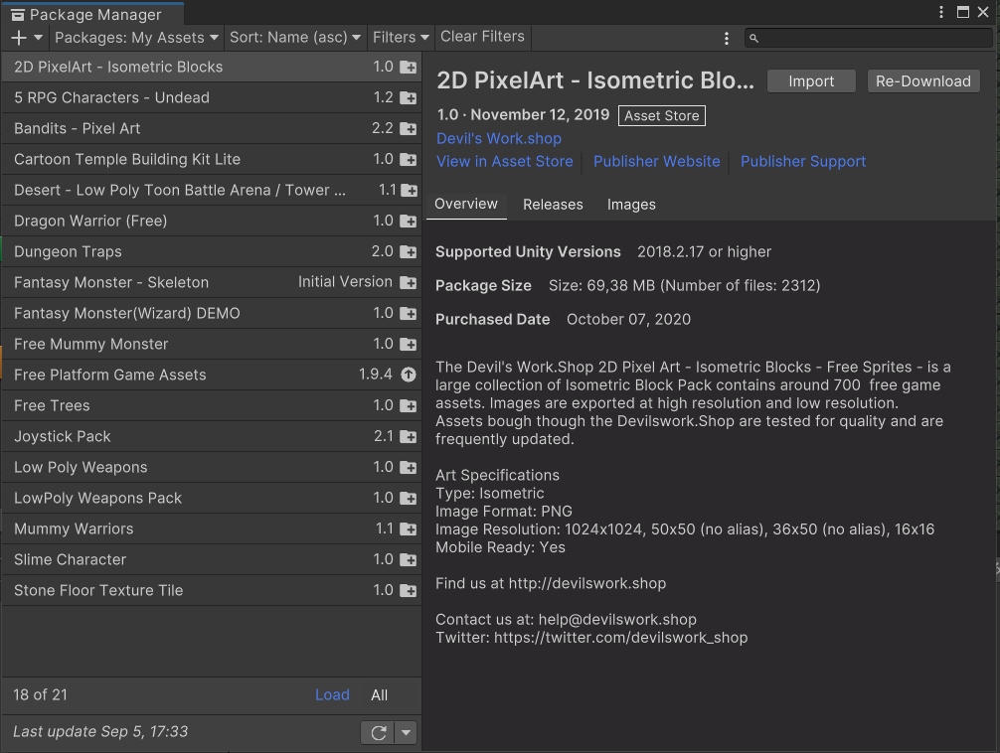 Package Manager
Packages: My Assets Sort: Name (asc) Filters Clear Filters
2D PixelArt - Isometric Blocks 1.0
5 RPG Characters - Undead 1.2
Bandits - Pixel Art 2.2
Cartoon Temple Building Kit Lite 1.0
Desert - Low Poly Toon Battle Arena / Tower ... 1.1
Dragon Warrior (Free) 1.0
Dungeon Traps 2.0
Fantasy Monster - Skeleton Initial Version
Fantasy Monster(Wizard) DEMO 1.0
Free Mummy Monster 1.0
Free Platform Game Assets 1.9.4
Free Trees 1.0
Joystick Pack 2.1
Low Poly Weapons 1.0
LowPoly Weapons Pack 1.0
Mummy Warriors 1.1
Slime Character 1.0
Stone Floor Texture Tile 1.0
18 of 21 Load All
Last update Sep 5, 17:33
2D PixelArt - Isometric Blo... Import Re-Download
1.0 · November 12, 2019 Asset Store
Devil's Work.shop
View in Asset Store Publisher Website Publisher Support
Overview Releases Images
Supported Unity Versions 2018.2.17 or higher
Package Size Size: 69,38 MB (Number of files: 2312)
Purchased Date October 07, 2020
The Devil's Work.Shop 2D Pixel Art - Isometric Blocks - Free Sprites - is a
large collection of Isometric Block Pack contains around 700 free game
assets. Images are exported at high resolution and low resolution.
Assets bough though the Devilswork.Shop are tested for quality and are
frequently updated.
Art Specifications
Type: Isometric
Image Format: PNG
Image Resolution: 1024x1024, 50x50 (no alias), 36x50 (no alias), 16x16
Mobile Ready: Yes
Find us at http://devilswork.shop
Contact us at: help@devilswork.shop
Twitter: https://twitter.com/devilswork_shop